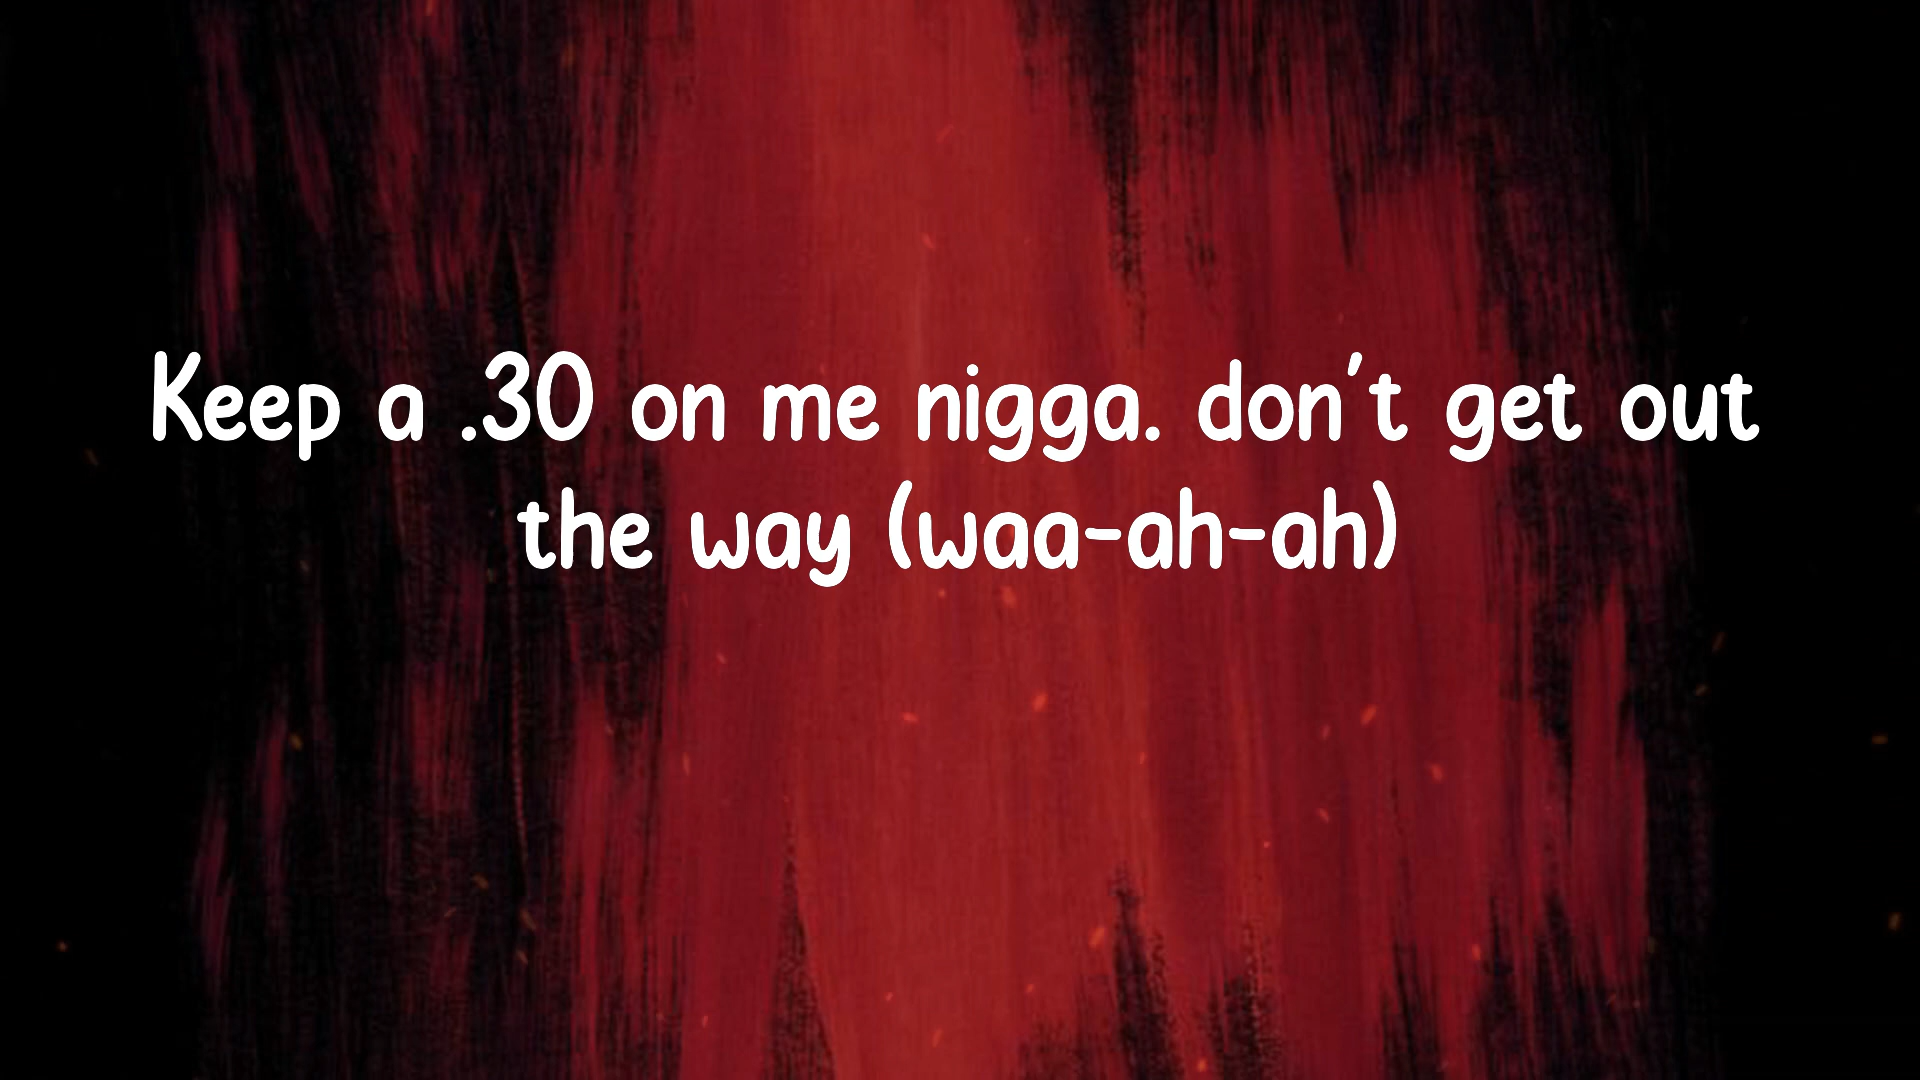 Keep a .30 on me nigga. don't get out
the way (waa-ah-ah)